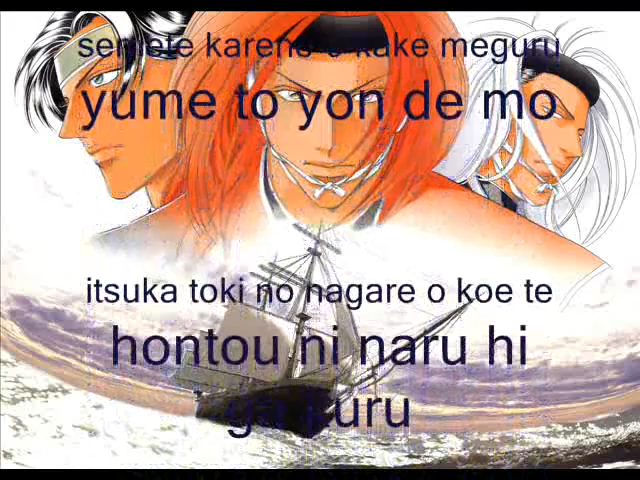 semete kareno o kake meguru
yume to yon de mo
itsuka toki no nagare o koe te
hontou ni naru hi
ga kuru